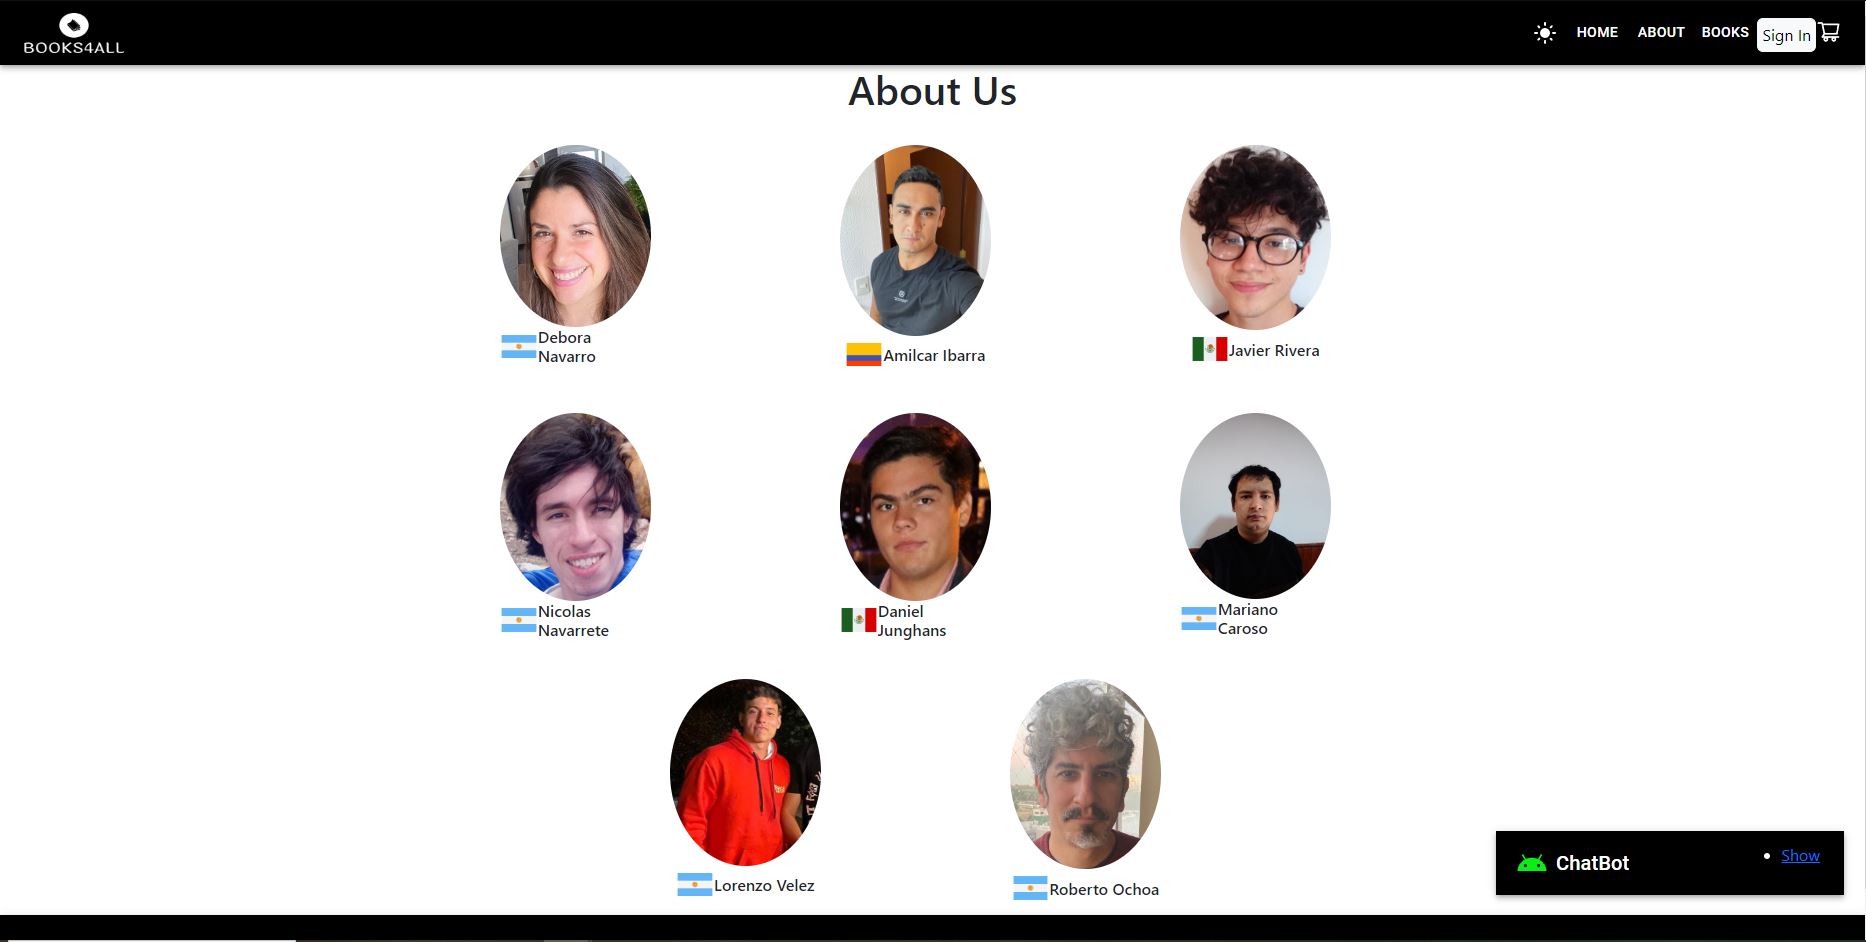 BOOKS4ALL
HOME ABOUT BOOKS Sign In
About Us
Debora
Navarro
Amilcar Ibarra
Javier Rivera
Nicolas
Navarrete
Daniel
Junghans
Mariano
Caroso
Lorenzo Velez
Roberto Ochoa
ChatBot
Show